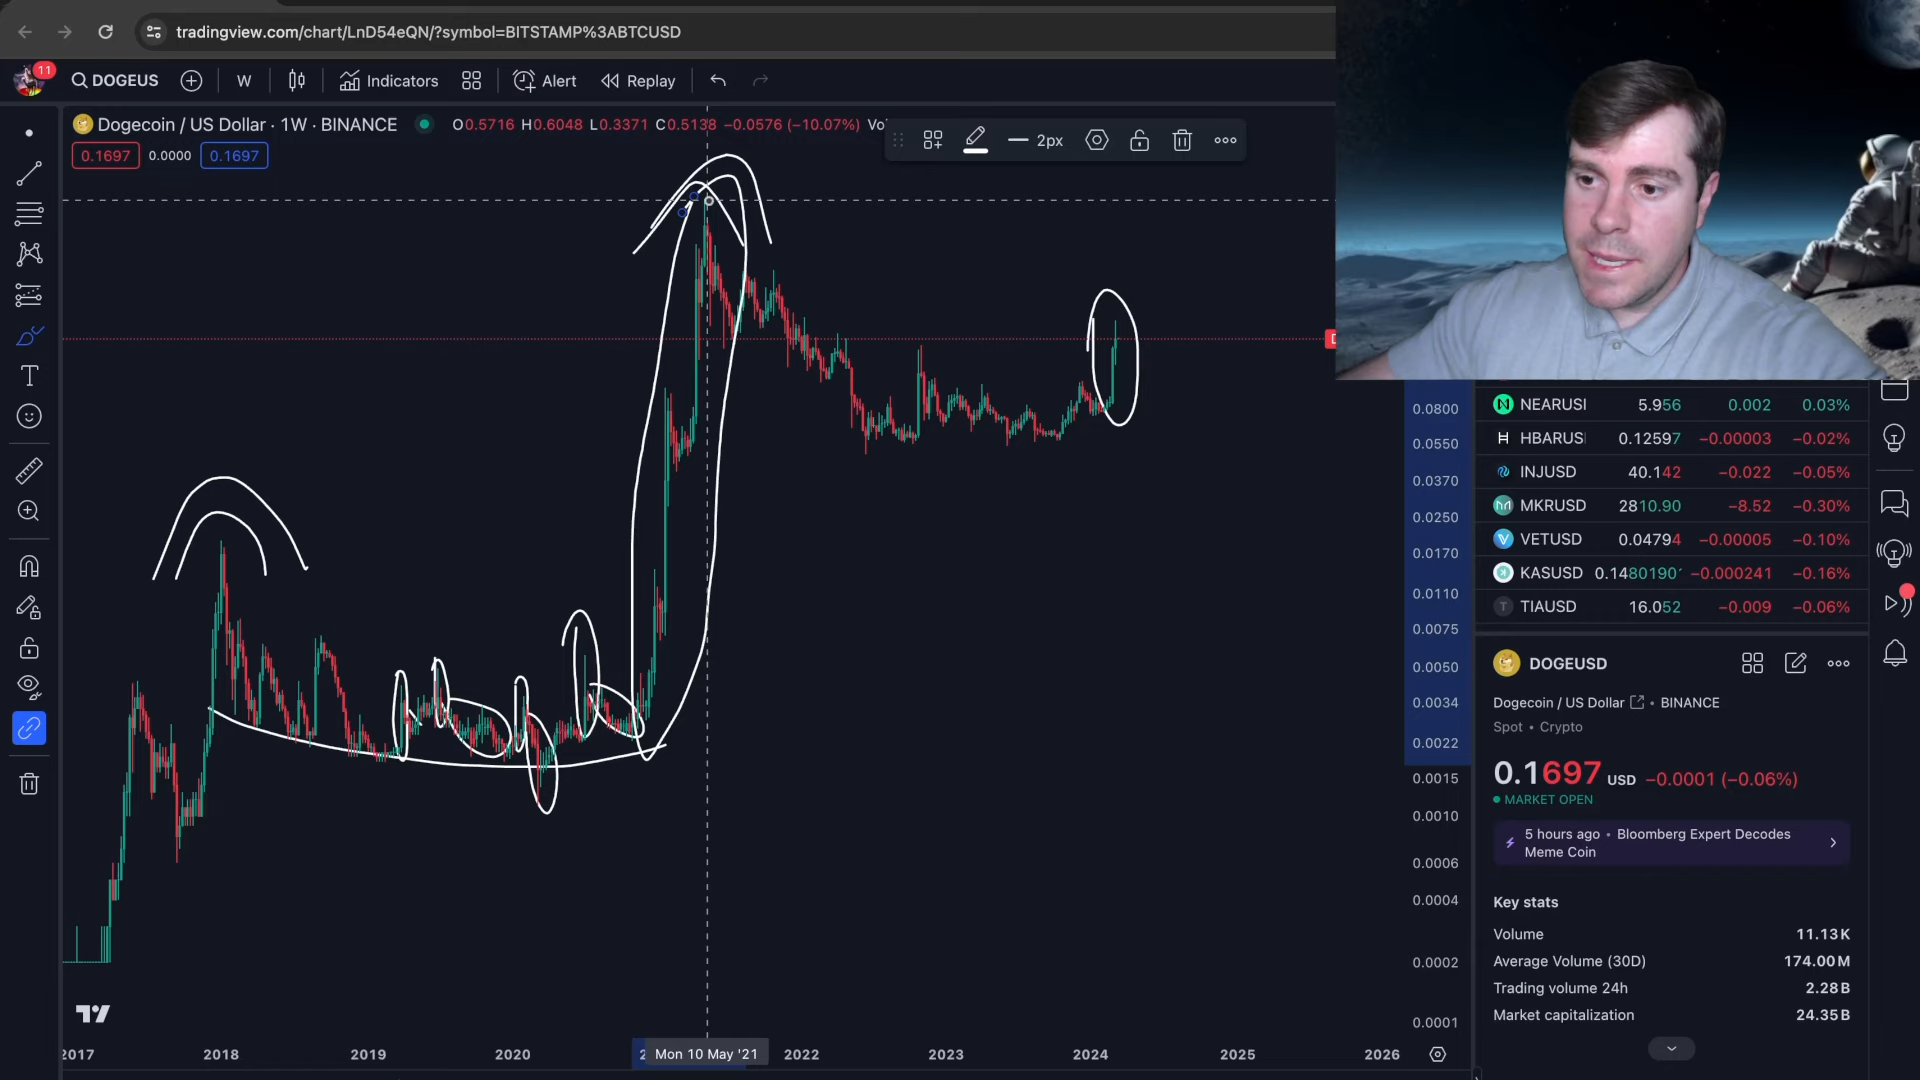 tradingview.com/chart/LnD54eQN/?symbol=BITSTAMP%3ABTCUSD
11
DOGEUS
W
Indicators
Alert
Replay
Dogecoin / US Dollar · 1W · BINANCE
O0.5716 H0.6048 L0.3371 C0.5138 −0.0576 (−10.07%) Vo
2px
0.1697
0.0000
0.1697
0.0800
0.0550
0.0370
0.0250
0.0170
0.0110
0.0075
0.0050
0.0034
0.0022
0.0015
0.0010
0.0006
0.0004
0.0002
0.0001
2017
2018
2019
2020
Mon 10 May '21
2022
2023
2024
2025
2026
NEARUSI 5.956 0.002 0.03%
HBARUS 0.12597 −0.00003 −0.02%
INJUSD 40.142 −0.022 −0.05%
MKRUSD 2810.90 −8.52 −0.30%
VETUSD 0.04794 −0.00005 −0.10%
KASUSD 0.14801901 −0.000241 −0.16%
TIAUSD 16.052 −0.009 −0.06%
DOGEUSD
Dogecoin / US Dollar • BINANCE
Spot • Crypto
0.1697 USD −0.0001 (−0.06%)
MARKET OPEN
5 hours ago • Bloomberg Expert Decodes
Meme Coin
Key stats
Volume 11.13K
Average Volume (30D) 174.00M
Trading volume 24h 2.28B
Market capitalization 24.35B